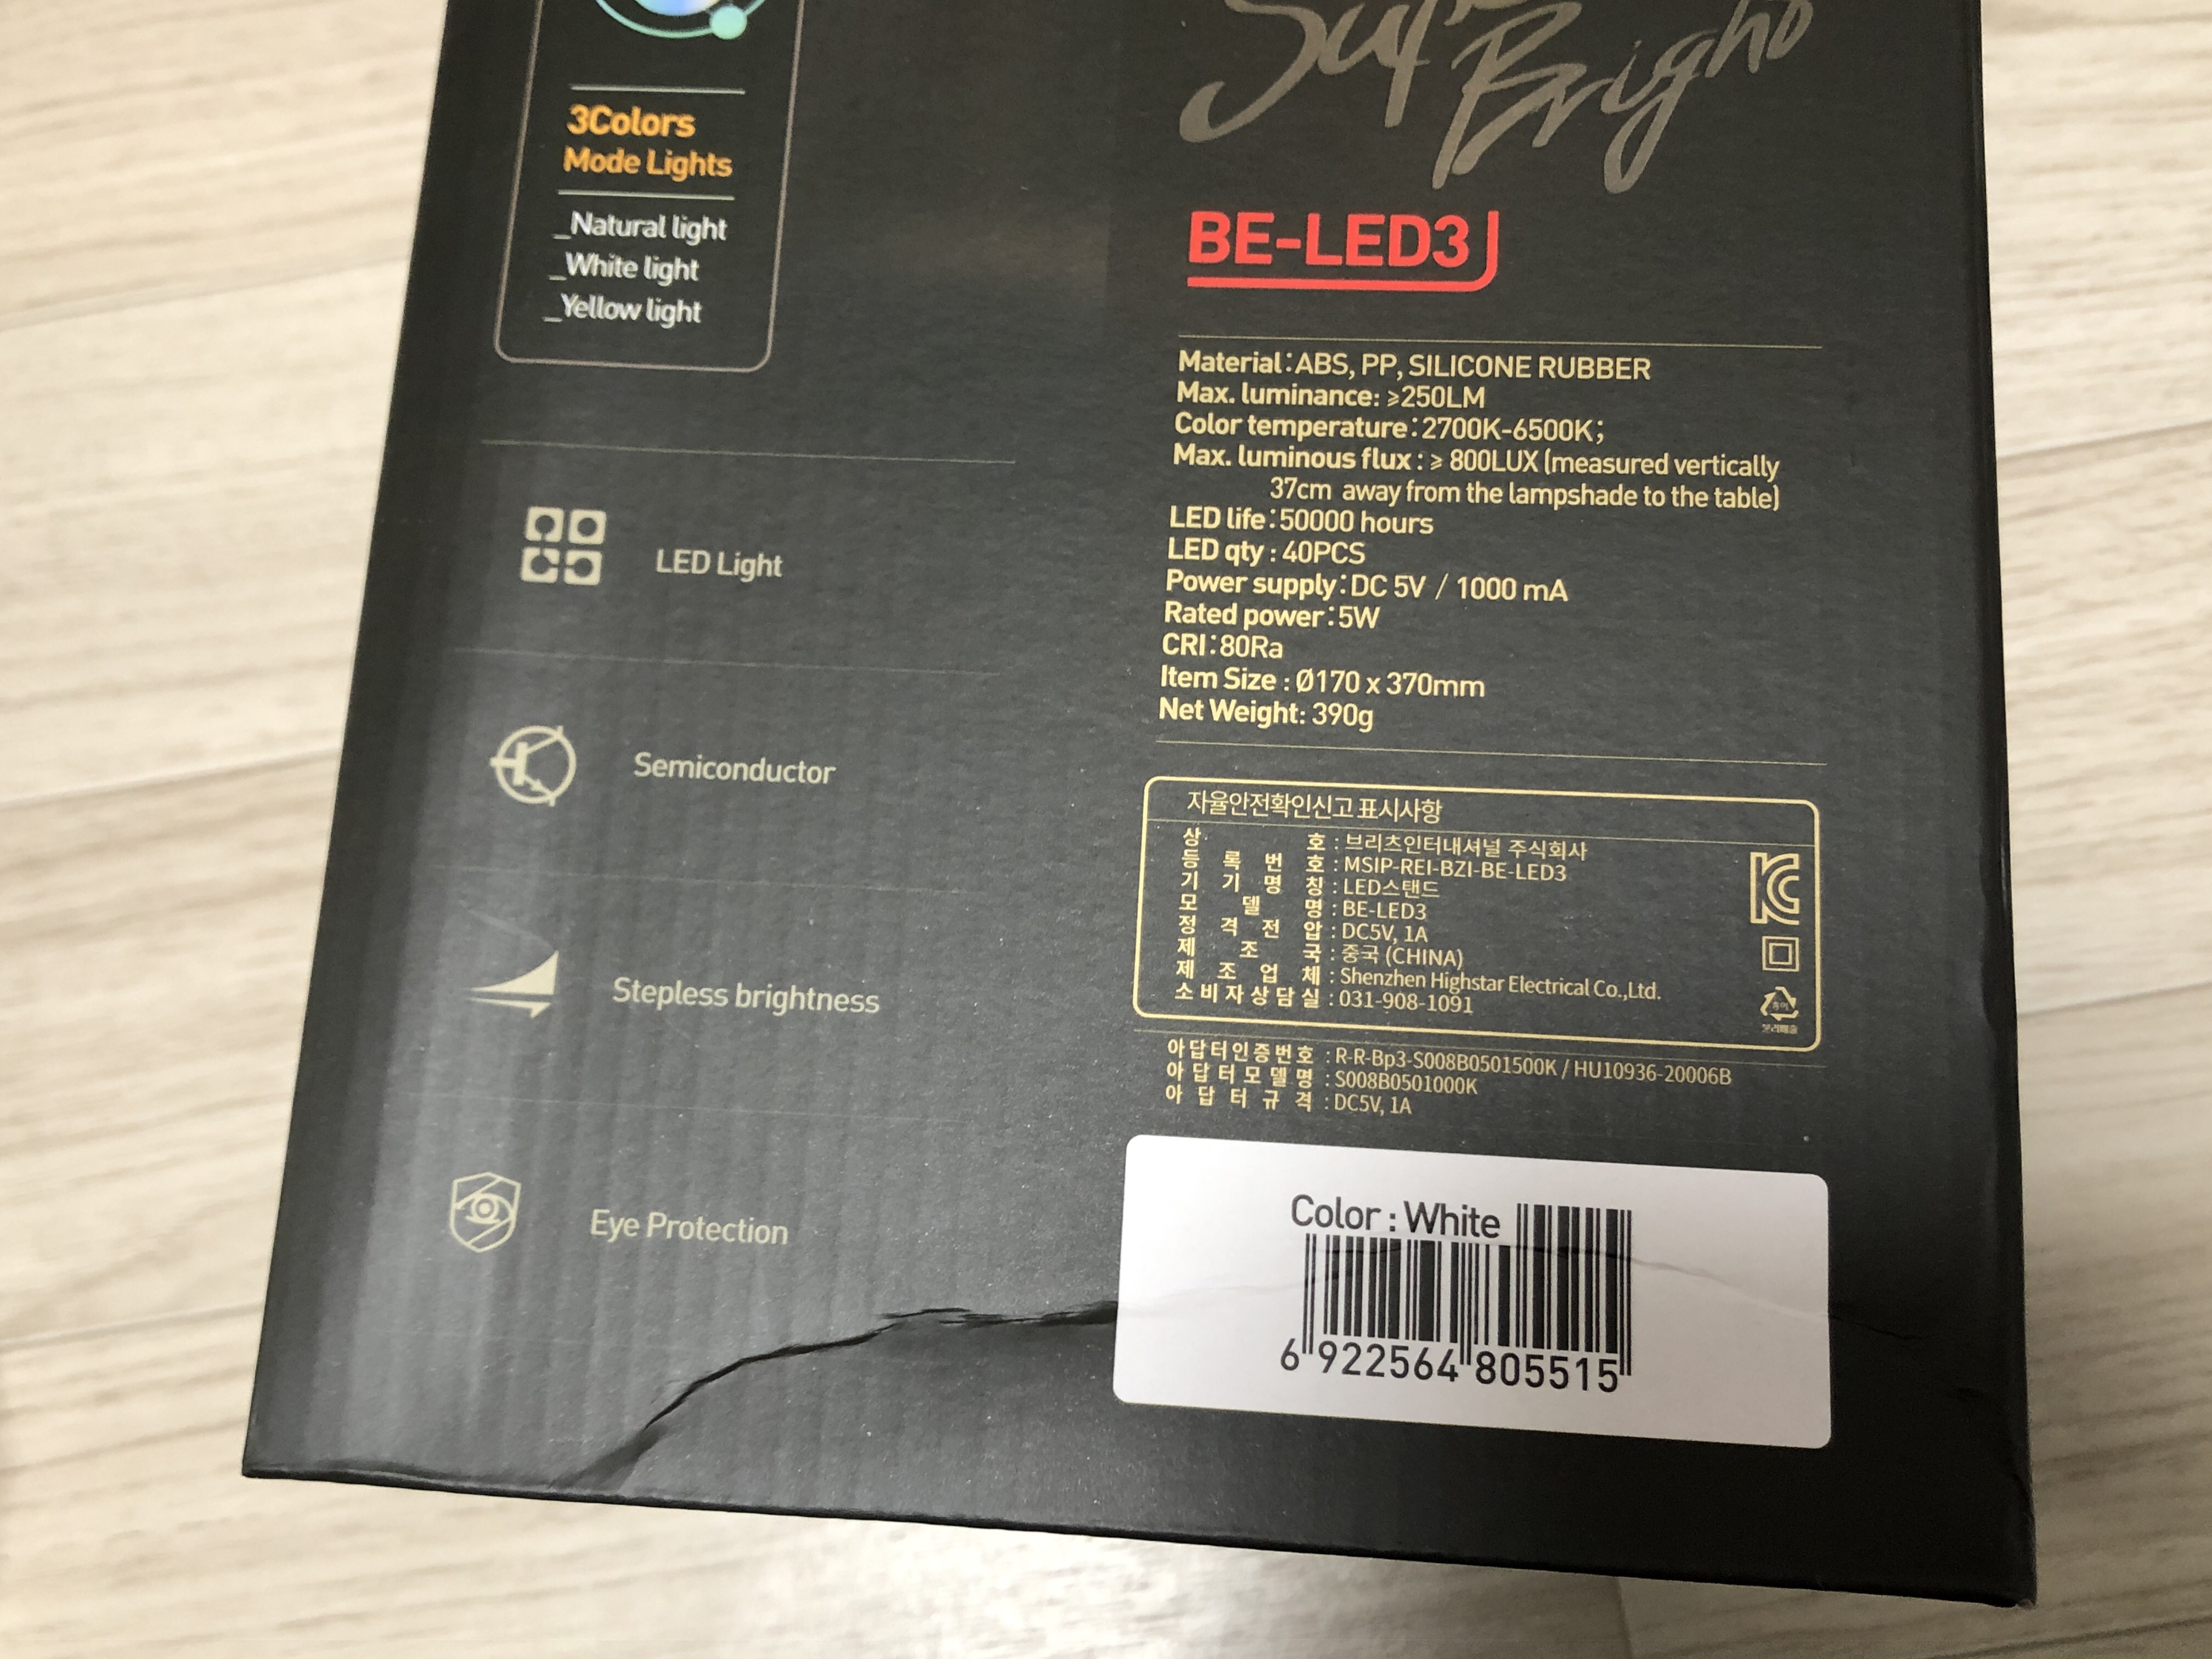 3Colors
Mode Lights
_Natural light
_White light
_Yellow light
LED Light
Semiconductor
Stepless brightness
Eye Protection
Bright
BE-LED3
Material:ABS, PP, SILICONE RUBBER
Max. luminance: ≥250LM
Color temperature:2700K-6500K;
Max. luminous flux : ≥ 800LUX (measured vertically
37cm away from the lampshade to the table)
LED life:50000 hours
LED qty : 40PCS
Power supply:DC 5V / 1000 mA
Rated power:5W
CRI:80Ra
Item Size : Ø170 x 370mm
Net Weight: 390g
자율안전확인신고 표시사항
상 호 : 브리츠인터내셔널 주식회사
등 록 번 호 : MSIP-REI-BZI-BE-LED3
기 기 명 칭 : LED스탠드
모 델 명 : BE-LED3
정 격 전 압 : DC5V, 1A
제 조 국 : 중국 (CHINA)
제 조 업 체 : Shenzhen Highstar Electrical Co.,Ltd.
소비자상담실 : 031-908-1091
분리배출
아답터인증번호 : R-R-Bp3-S008B0501500K / HU10936-20006B
아답터모델명 : S008B0501000K
아 답 터 규 격 : DC5V, 1A
Color : White
6 922564 805515